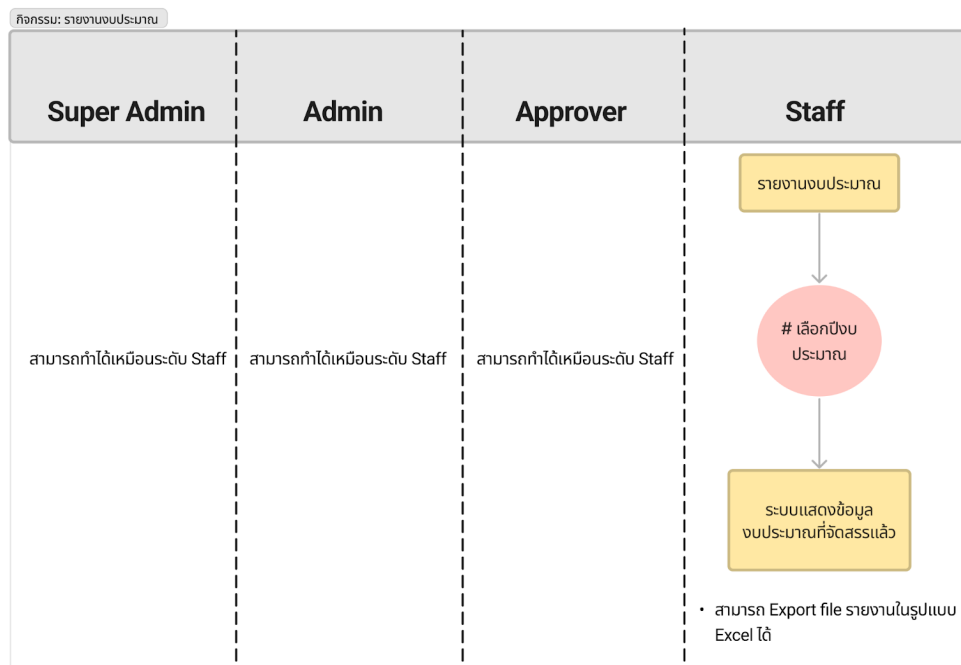 กิจกรรม: รายงานงบประมาณ
Super Admin
Admin
Approver
Staff
รายงานงบประมาณ
# เลือกปีงบ
ประมาณ
สามารถทำได้เหมือนระดับ Staff
สามารถทำได้เหมือนระดับ Staff
สามารถทำได้เหมือนระดับ Staff
ระบบแสดงข้อมูล
งบประมาณที่จัดสรรแล้ว
• สามารถ Export file รายงานในรูปแบบ
Excel ได้